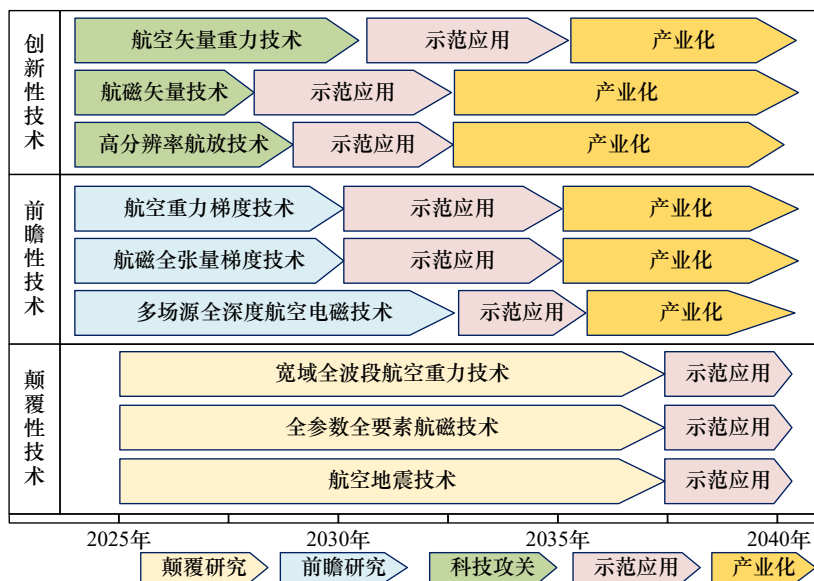 创新性技术
航空矢量重力技术 示范应用 产业化
航磁矢量技术 示范应用 产业化
高分辨率航放技术 示范应用 产业化
前瞻性技术
航空重力梯度技术 示范应用 产业化
航磁全张量梯度技术 示范应用 产业化
多场源全深度航空电磁技术 示范应用 产业化
颠覆性技术
宽域全波段航空重力技术 示范应用
全参数全要素航磁技术 示范应用
航空地震技术 示范应用
2025年 2030年 2035年 2040年
颠覆研究 前瞻研究 科技攻关 示范应用 产业化